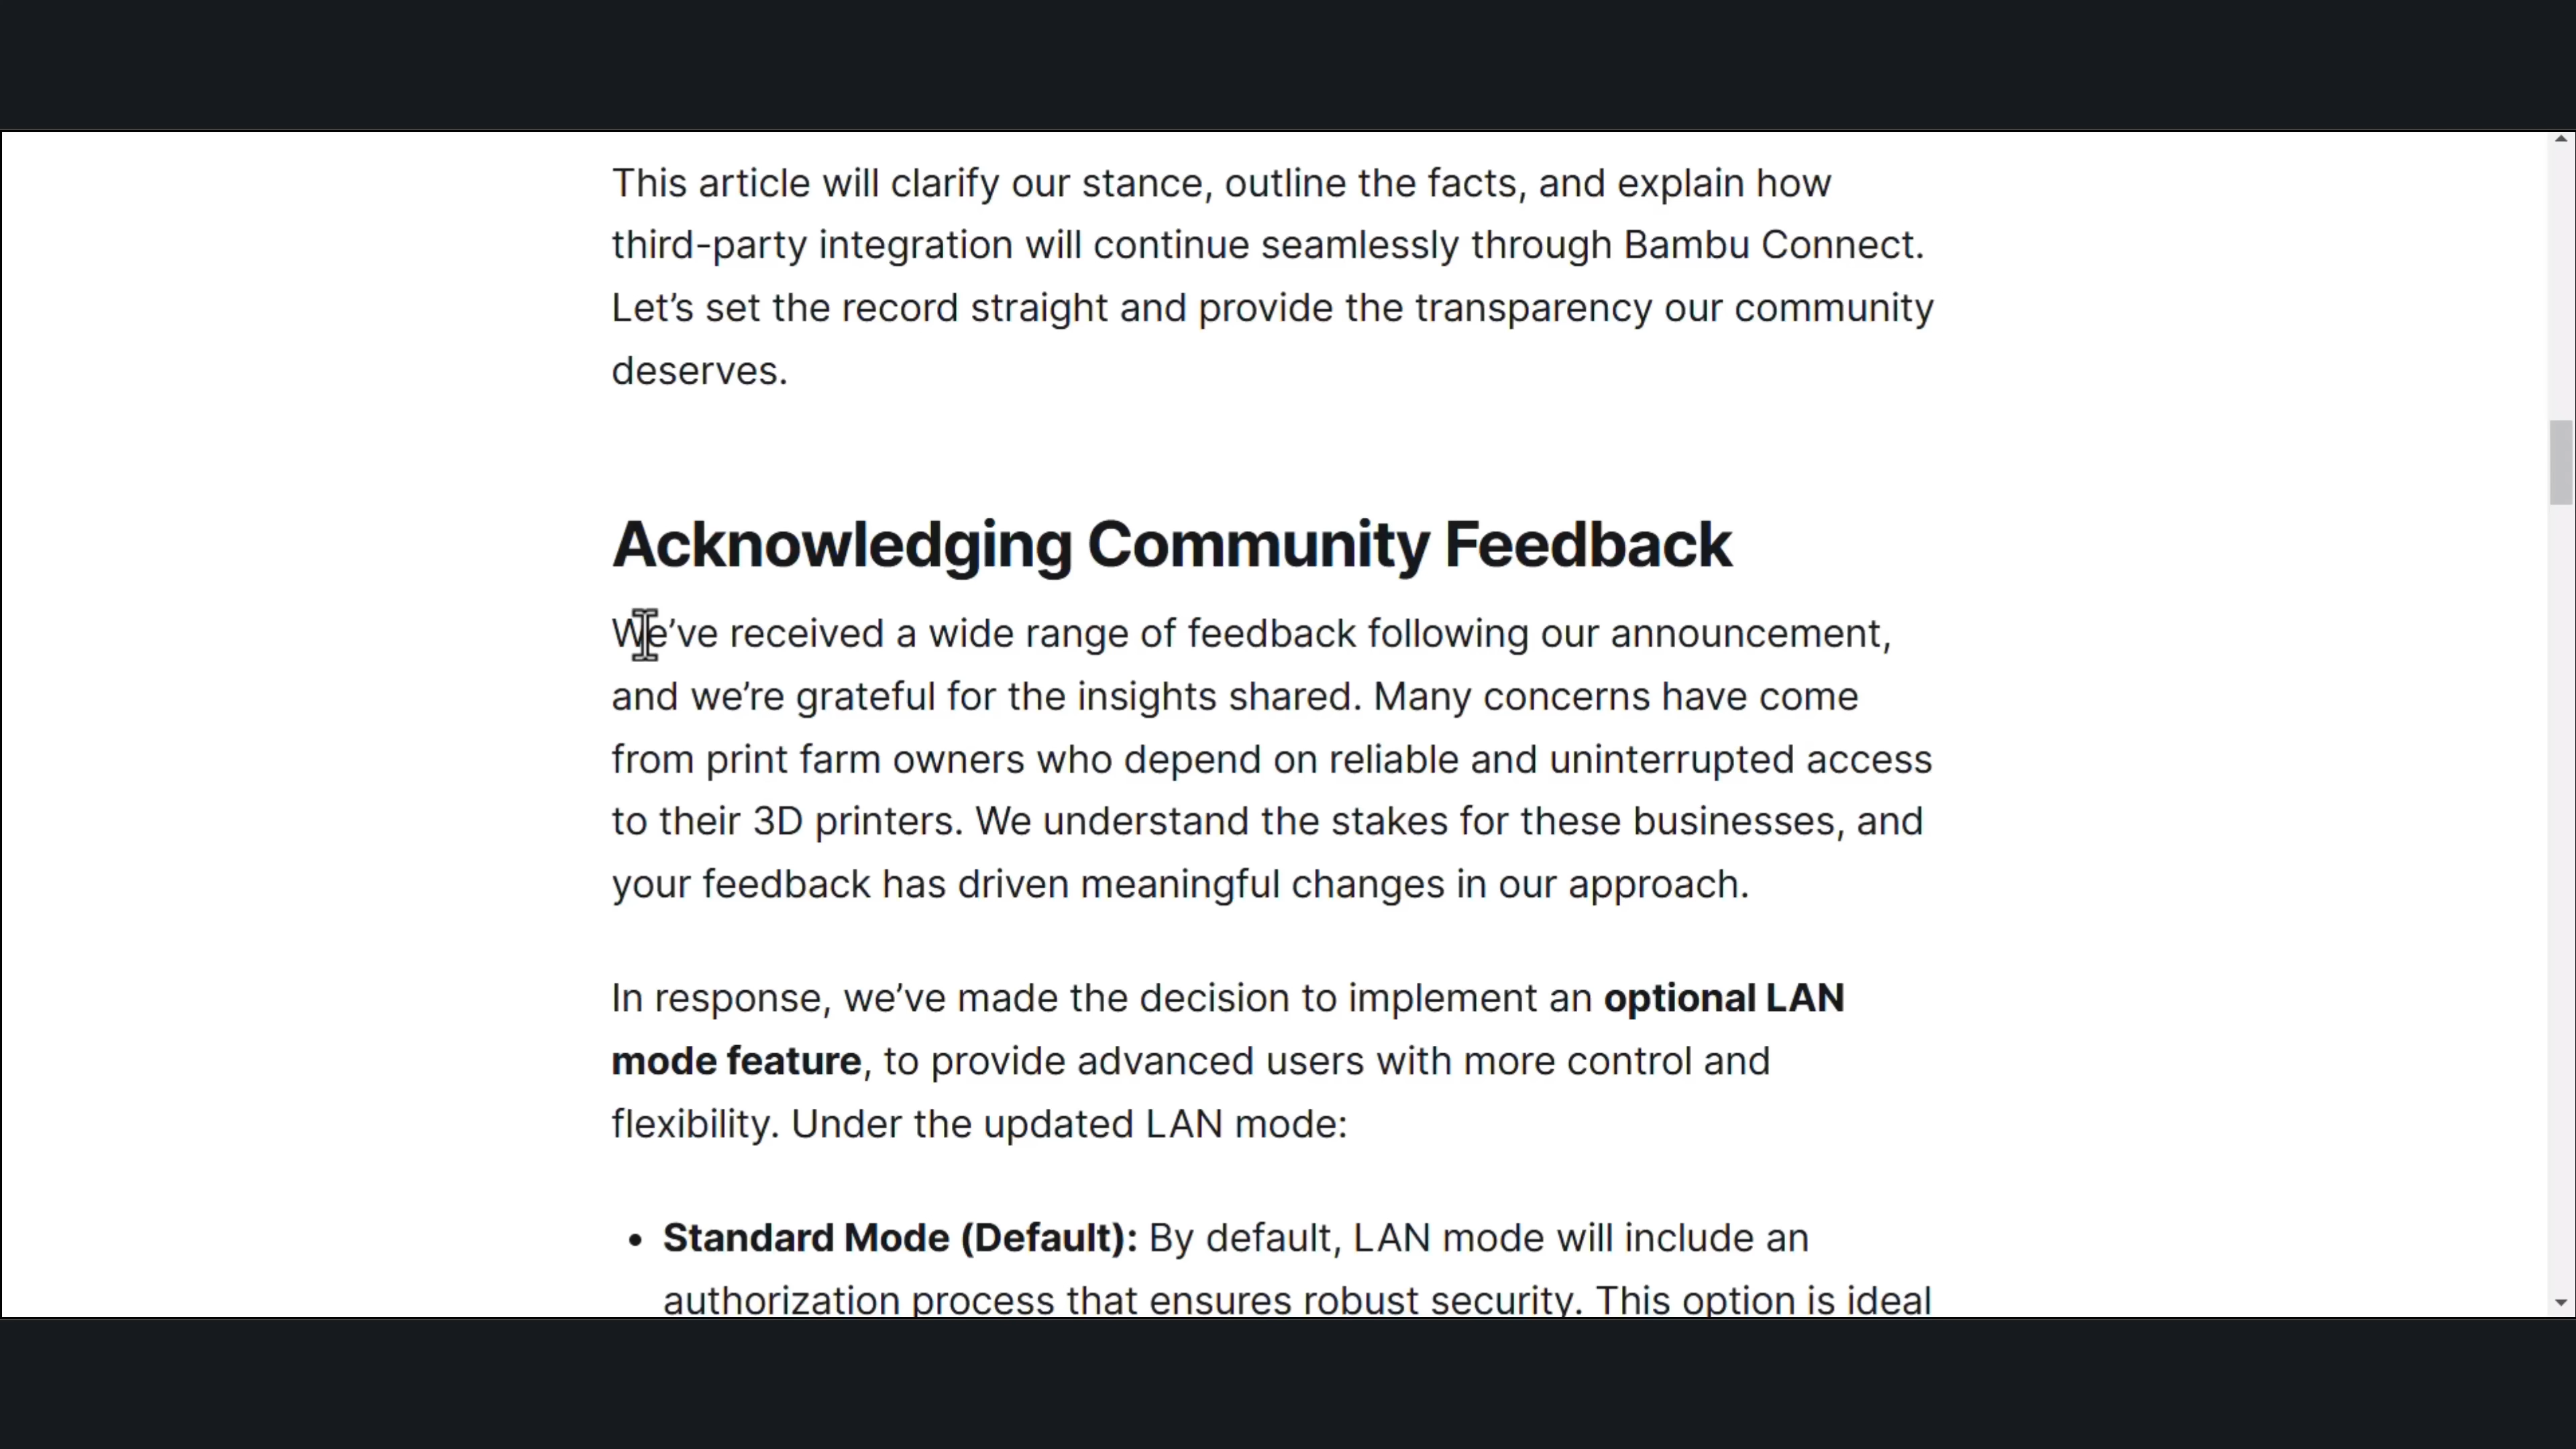 This article will clarify our stance, outline the facts, and explain how
third-party integration will continue seamlessly through Bambu Connect.
Let’s set the record straight and provide the transparency our community
deserves.
Acknowledging Community Feedback
We’ve received a wide range of feedback following our announcement,
and we’re grateful for the insights shared. Many concerns have come
from print farm owners who depend on reliable and uninterrupted access
to their 3D printers. We understand the stakes for these businesses, and
your feedback has driven meaningful changes in our approach.
In response, we’ve made the decision to implement an optional LAN
mode feature, to provide advanced users with more control and
flexibility. Under the updated LAN mode:
• Standard Mode (Default): By default, LAN mode will include an
authorization process that ensures robust security. This option is ideal